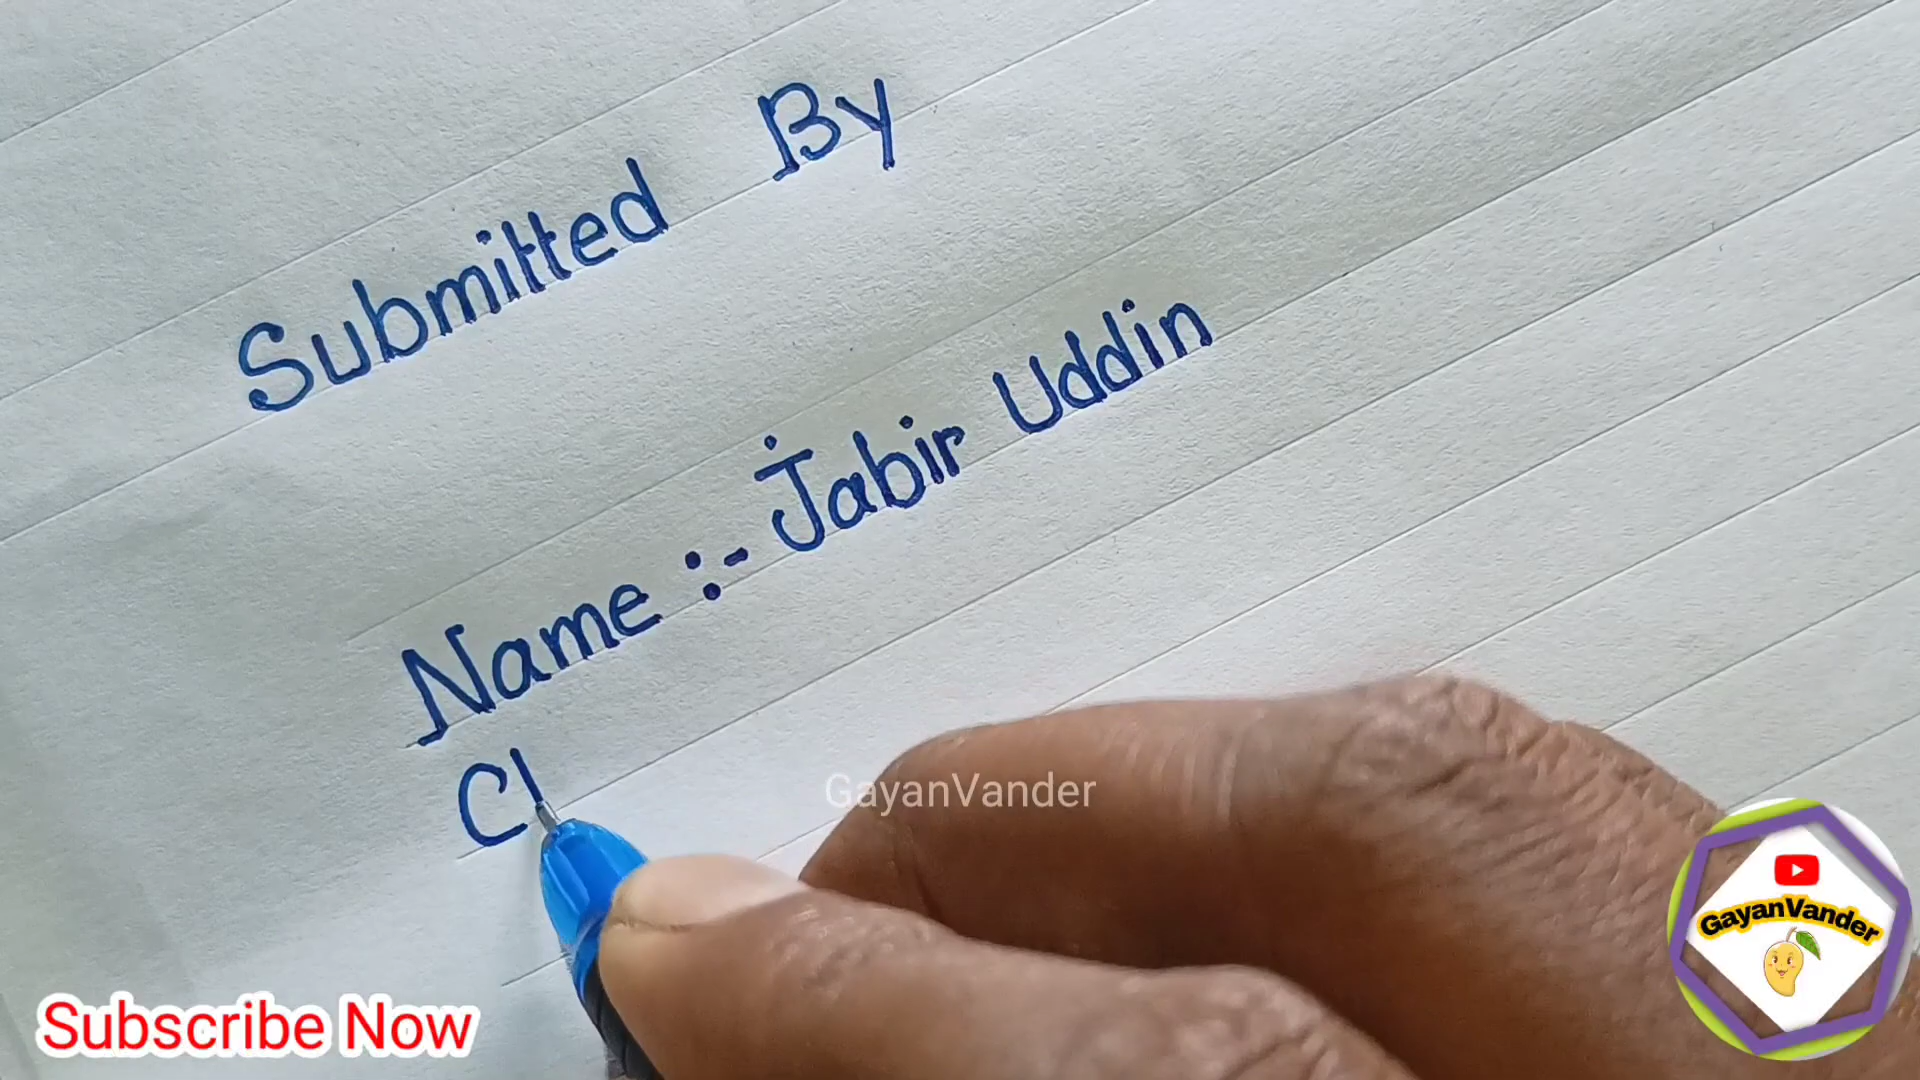 Submitted By
Name :- Jabir Uddin
Cl
GayanVander
GayanVander
Subscribe Now